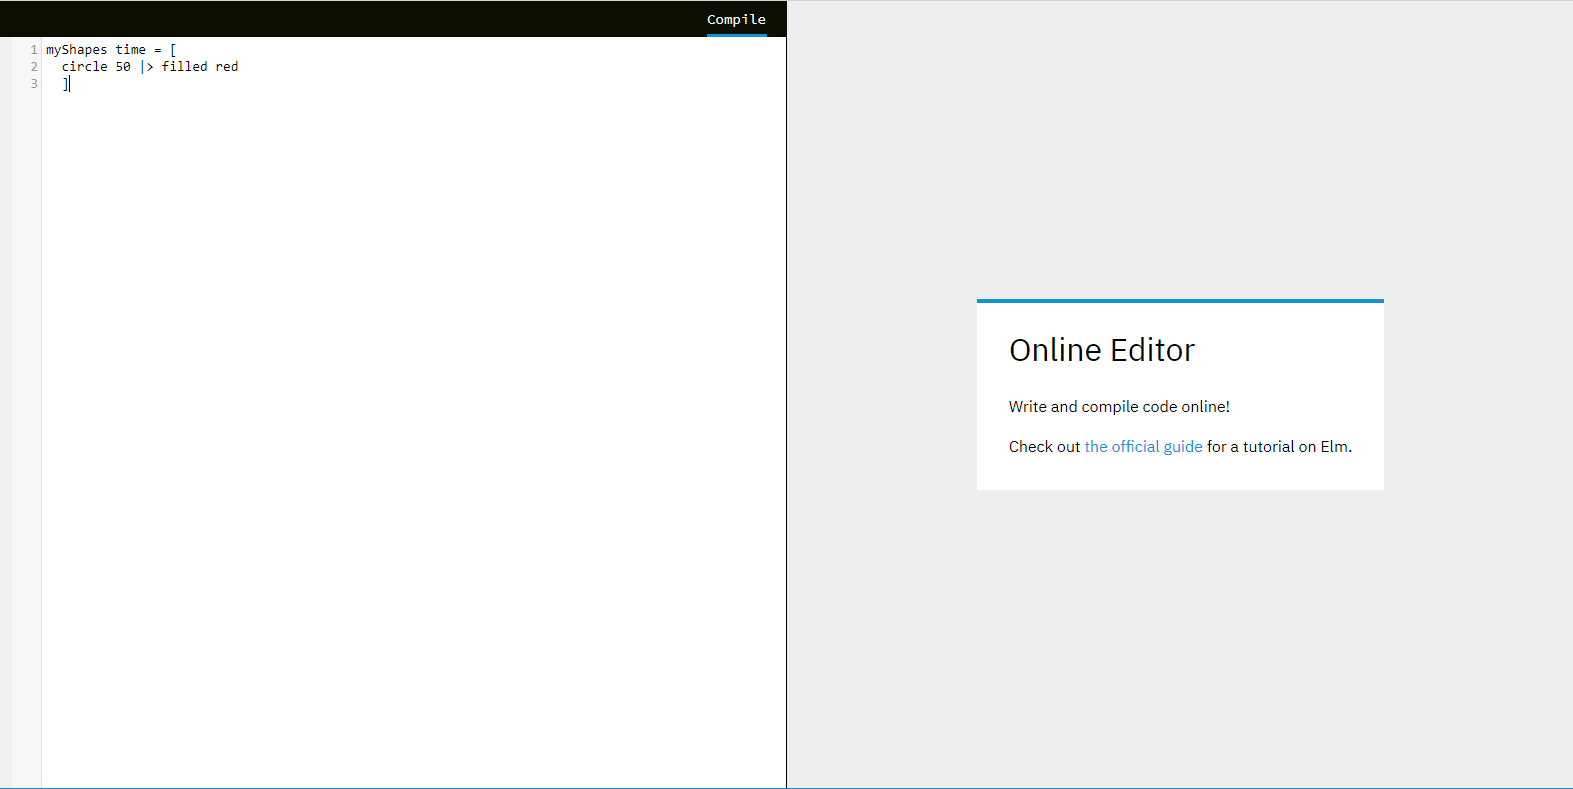 Compile
1 myShapes time = [
2   circle 50 |> filled red
3   ]
Online Editor
Write and compile code online!
Check out the official guide for a tutorial on Elm.